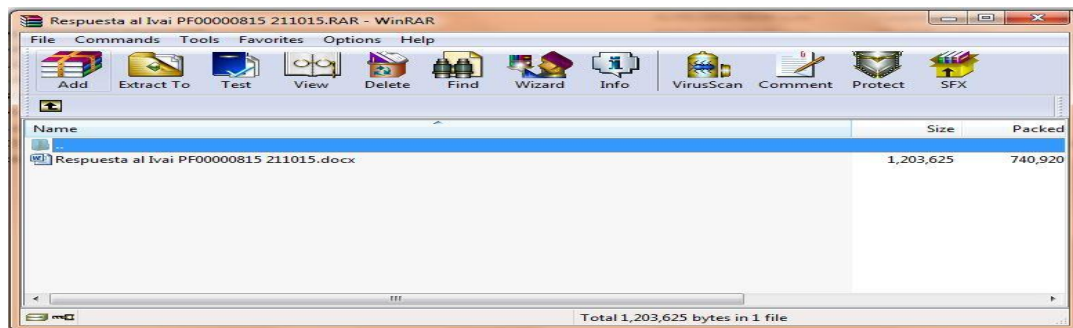 Respuesta al Ivai PF00000815 211015.RAR - WinRAR
File Commands Tools Favorites Options Help
Add Extract To Test View Delete Find Wizard Info VirusScan Comment Protect SFX
Name Size Packed
..
Respuesta al Ivai PF00000815 211015.docx 1,203,625 740,920
Total 1,203,625 bytes in 1 file